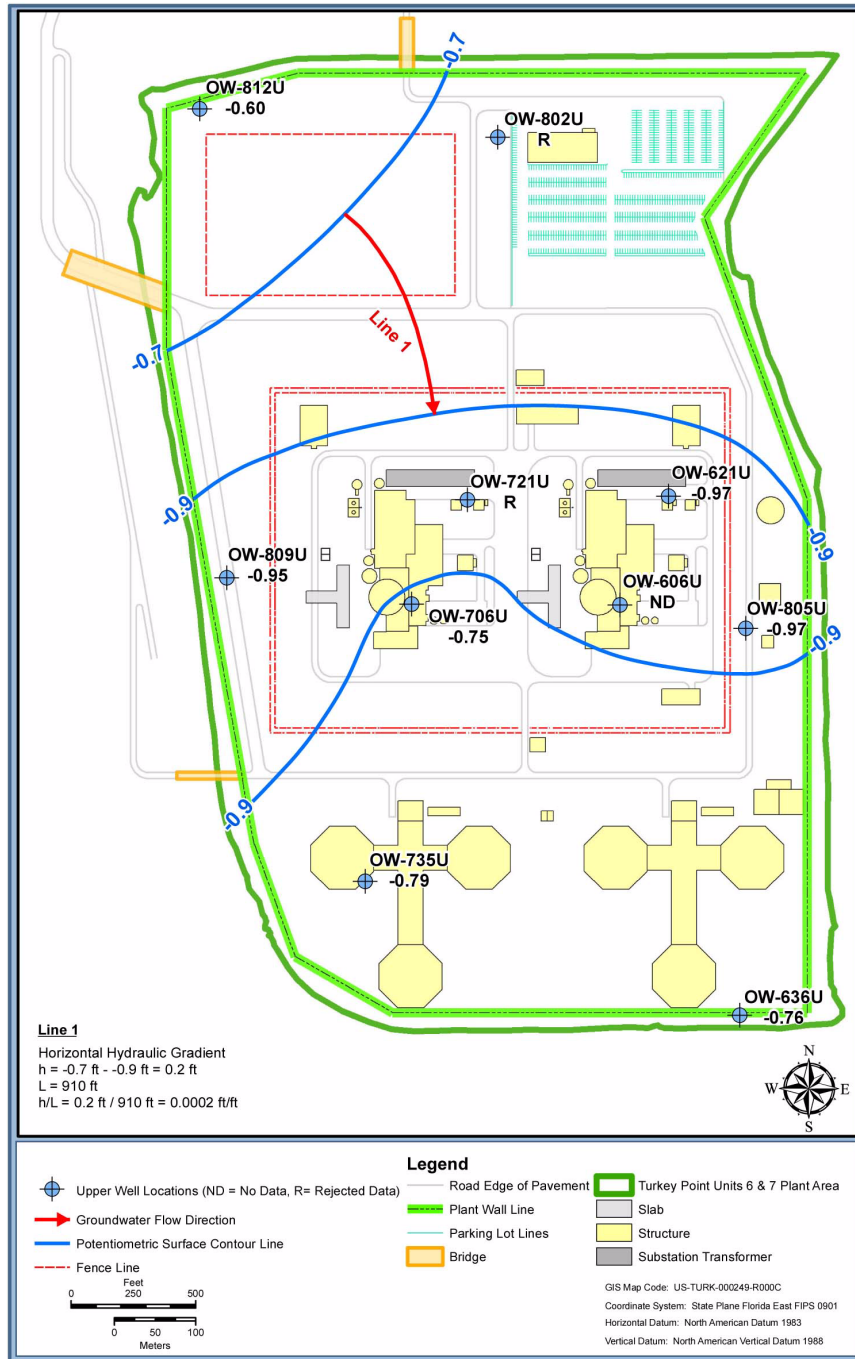 -0.7
OW-812U
-0.60
OW-802U
R
Line 1
-0.7
-0.9
OW-721U
R
OW-621U
-0.97
-0.9
OW-809U
-0.95
OW-706U
-0.75
OW-606U
ND
OW-805U
-0.97
-0.9
-0.9
OW-735U
-0.79
OW-636U
-0.76
Line 1
Horizontal Hydraulic Gradient
h = -0.7 ft - -0.9 ft = 0.2 ft
L = 910 ft
h/L = 0.2 ft / 910 ft = 0.0002 ft/ft
N
W E
S
Legend
Upper Well Locations (ND = No Data, R= Rejected Data)
Groundwater Flow Direction
Potentiometric Surface Contour Line
Fence Line
Road Edge of Pavement
Plant Wall Line
Parking Lot Lines
Bridge
Turkey Point Units 6 & 7 Plant Area
Slab
Structure
Substation Transformer
Feet
0 250 500
0 50 100
Meters
GIS Map Code: US-TURK-000249-R000C
Coordinate System: State Plane Florida East FIPS 0901
Horizontal Datum: North American Datum 1983
Vertical Datum: North American Vertical Datum 1988